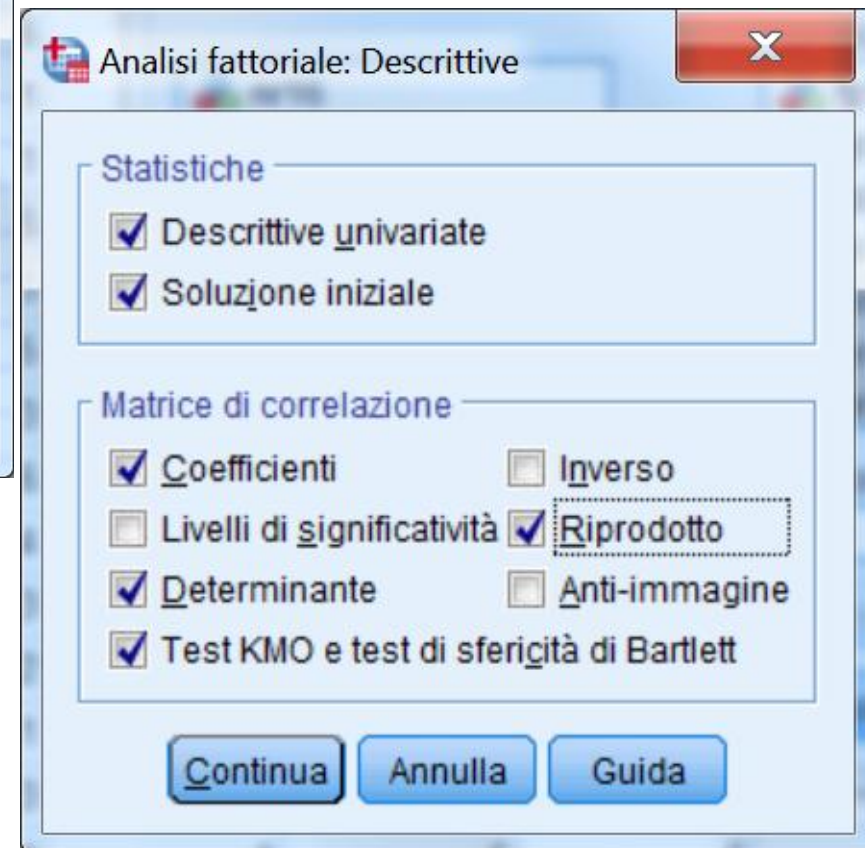 Analisi fattoriale: Descrittive
Statistiche
Descrittive univariate
Soluzione iniziale
Matrice di correlazione
Coefficienti Inverso
Livelli di significatività Riprodotto
Determinante Anti-immagine
Test KMO e test di sfericità di Bartlett
Continua Annulla Guida